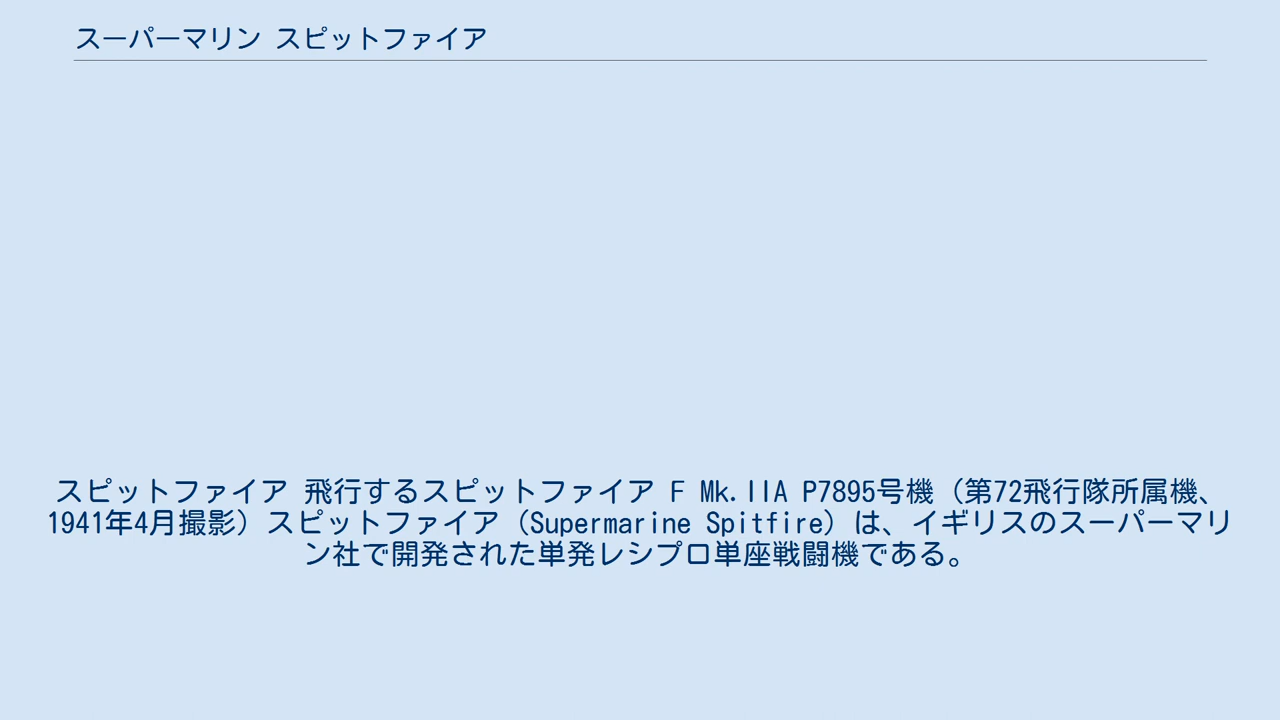 スーパーマリン スピットファイア
スピットファイア 飛行するスピットファイア F Mk.IIA P7895号機（第72飛行隊所属機、
1941年4月撮影）スピットファイア（Supermarine Spitfire）は、イギリスのスーパーマリ
ン社で開発された単発レシプロ単座戦闘機である。